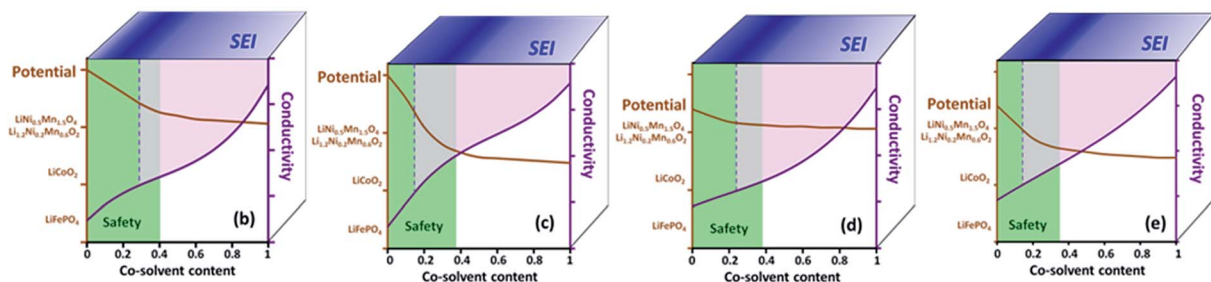 SEI
Potential
LiNi0.5Mn1.5O4
Li1.2Ni0.2Mn0.6O2
LiCoO2
LiFePO4
Safety
(b)
Conductivity
0 0.2 0.4 0.6 0.8 1
Co-solvent content
SEI
Potential
LiNi0.5Mn1.5O4
Li1.2Ni0.2Mn0.6O2
LiCoO2
LiFePO4
Safety
(c)
Conductivity
0 0.2 0.4 0.6 0.8 1
Co-solvent content
SEI
Potential
LiNi0.5Mn1.5O4
Li1.2Ni0.2Mn0.6O2
LiCoO2
LiFePO4
Safety
(d)
Conductivity
0 0.2 0.4 0.6 0.8 1
Co-solvent content
SEI
Potential
LiNi0.5Mn1.5O4
Li1.2Ni0.2Mn0.6O2
LiCoO2
LiFePO4
Safety
(e)
Conductivity
0 0.2 0.4 0.6 0.8 1
Co-solvent content